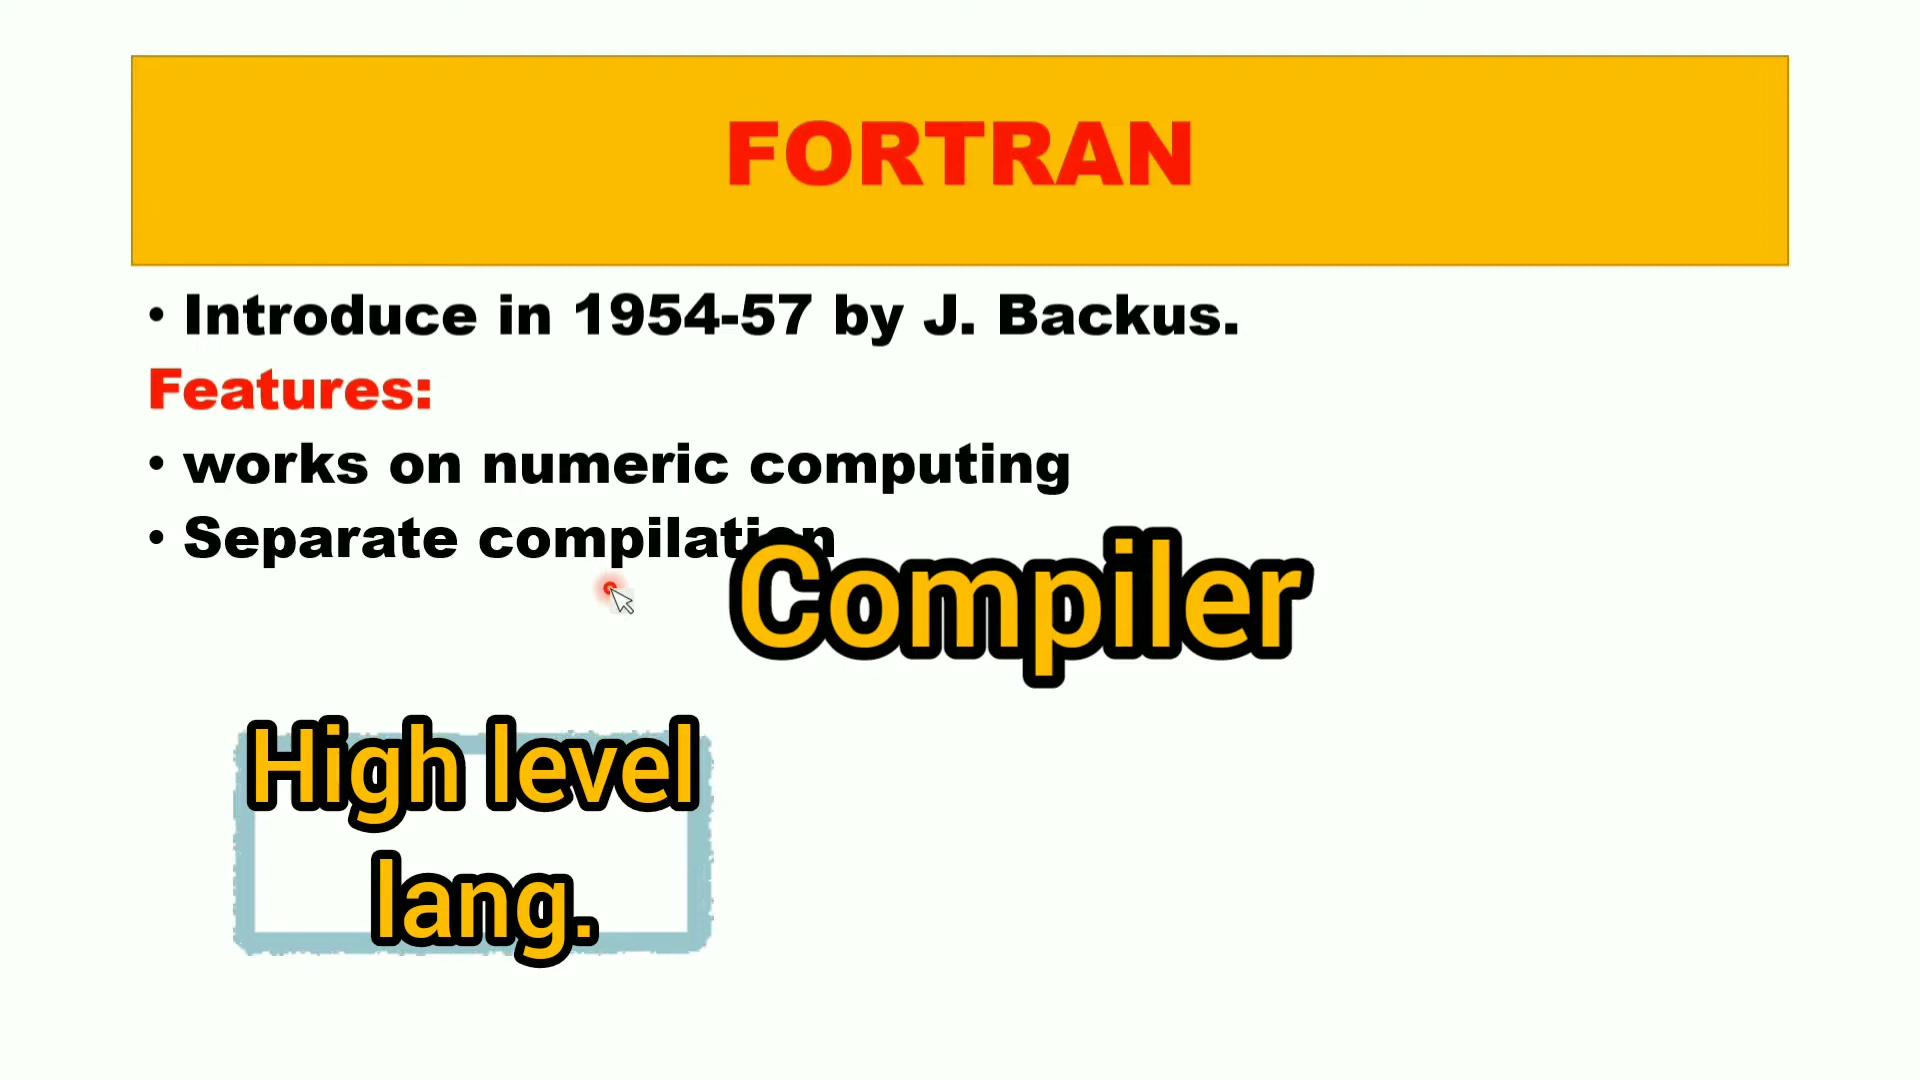 FORTRAN
• Introduce in 1954-57 by J. Backus.
Features:
• works on numeric computing
• Separate compilation
Compiler
High level
lang.